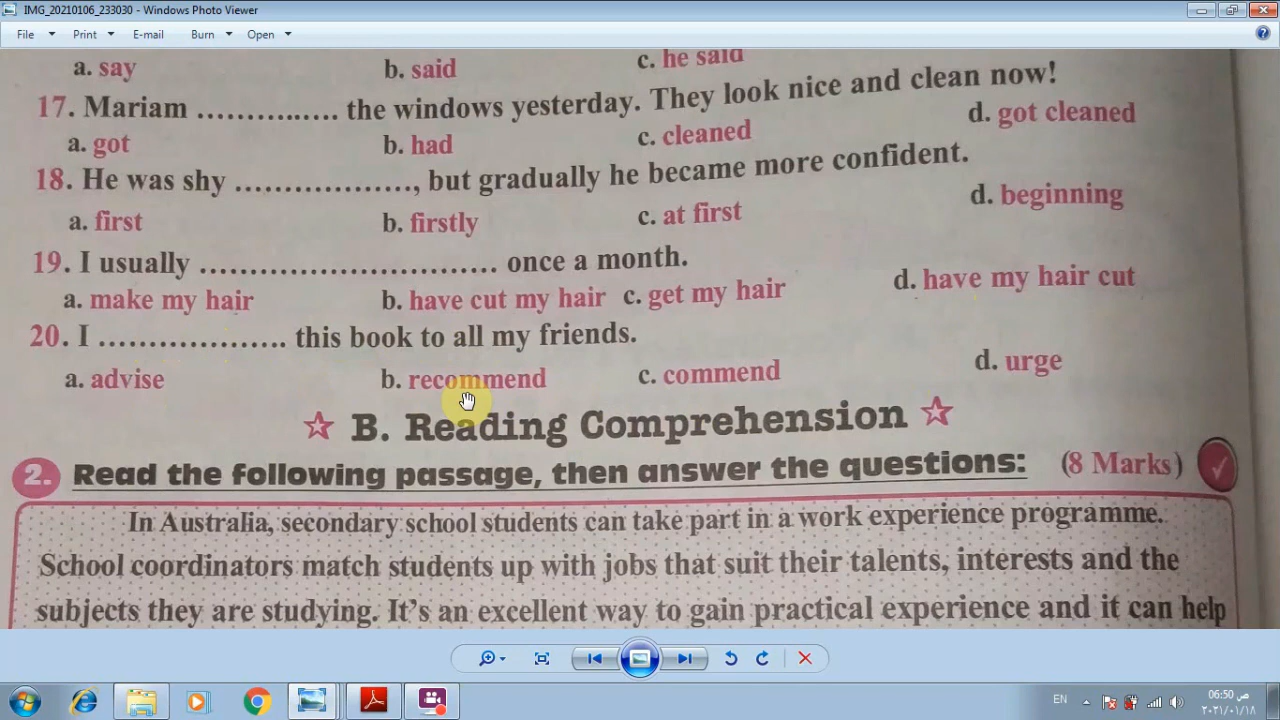 IMG_20210106_233030 - Windows Photo Viewer
File Print E-mail Burn Open
a. say b. said c. he said
17. Mariam ................. the windows yesterday. They look nice and clean now!
a. got b. had c. cleaned d. got cleaned
18. He was shy ....................., but gradually he became more confident.
a. first b. firstly c. at first d. beginning
19. I usually ................................... once a month.
a. make my hair b. have cut my hair c. get my hair d. have my hair cut
20. I ...................... this book to all my friends.
a. advise b. recommend c. commend d. urge
B. Reading Comprehension
2. Read the following passage, then answer the questions: (8 Marks)
In Australia, secondary school students can take part in a work experience programme.
School coordinators match students up with jobs that suit their talents, interests and the
subjects they are studying. It's an excellent way to gain practical experience and it can help
EN 06:50 ص
٢٠٢١/٠١/١٨